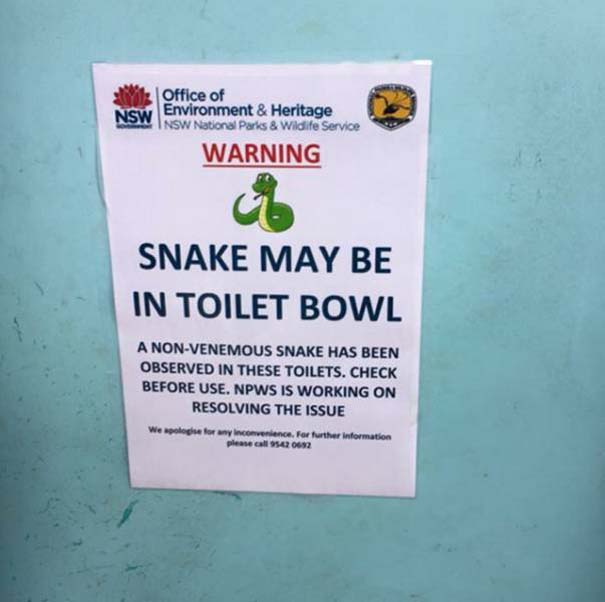 Office of
Environment & Heritage
NSW National Parks & Wildlife Service
NSW
GOVERNMENT
WARNING
SNAKE MAY BE
IN TOILET BOWL
A NON-VENEMOUS SNAKE HAS BEEN
OBSERVED IN THESE TOILETS. CHECK
BEFORE USE. NPWS IS WORKING ON
RESOLVING THE ISSUE
We apologise for any inconvenience. For further information
please call 9542 0692